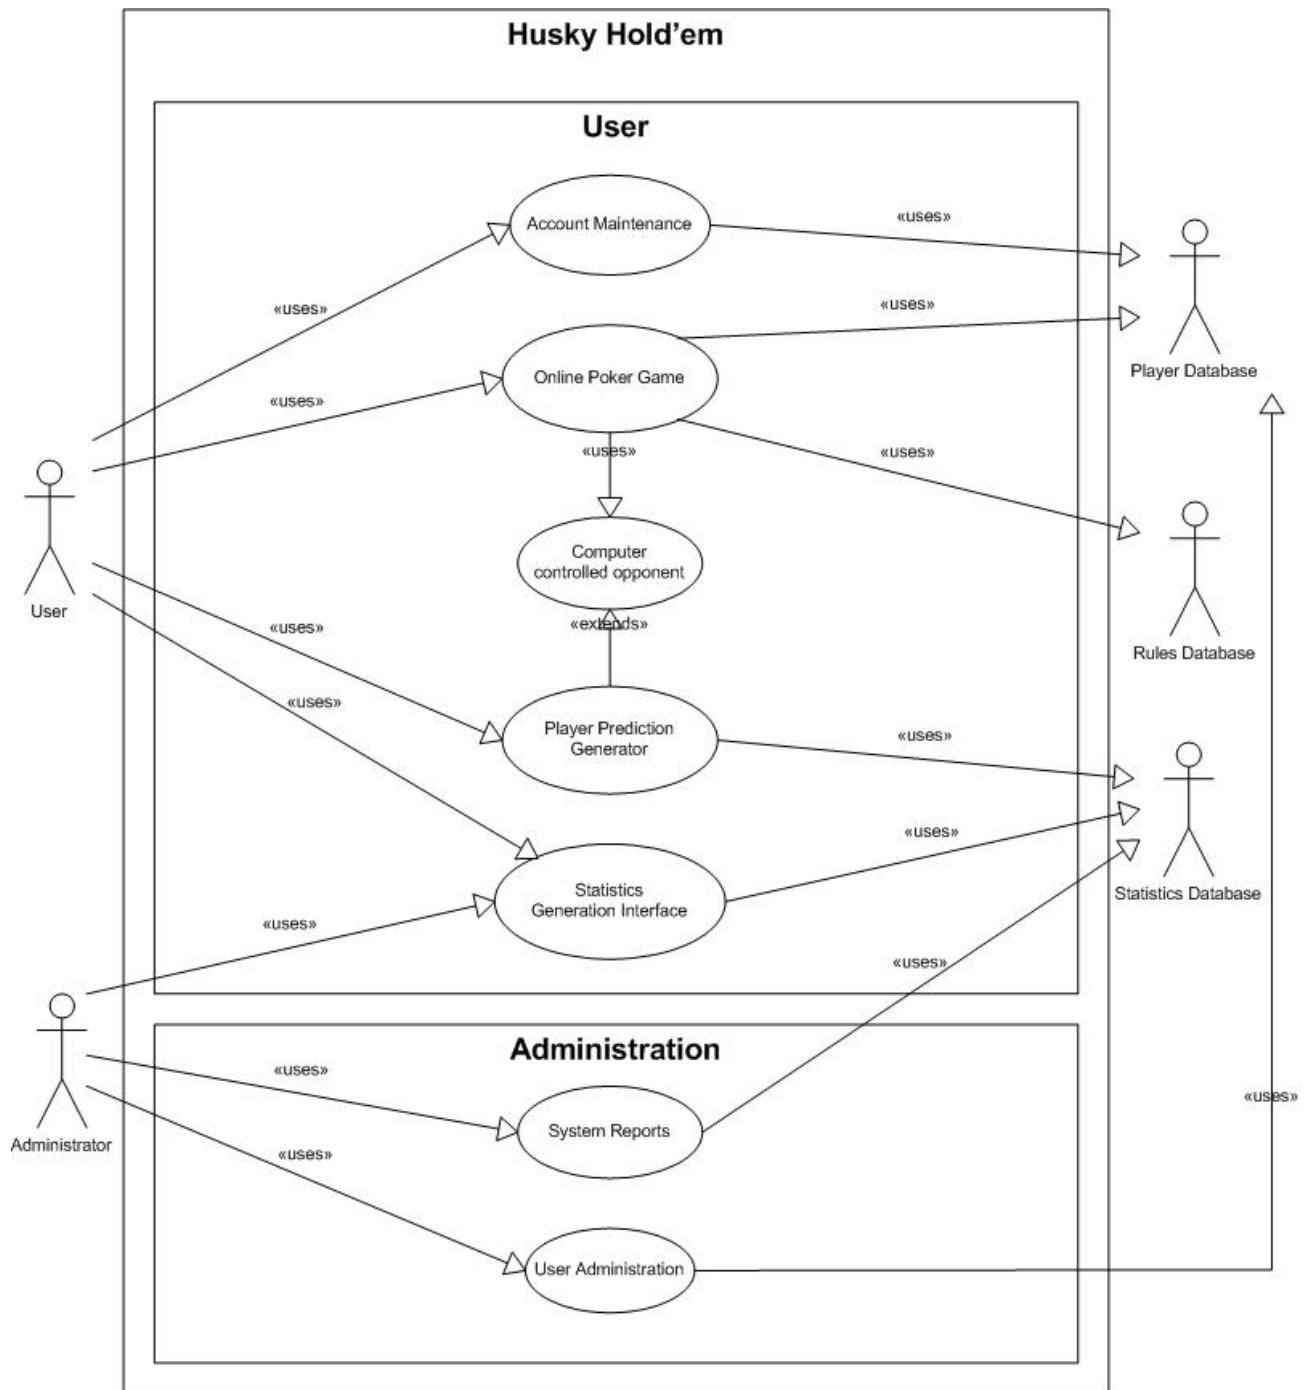 Husky Hold’em
User
Account Maintenance
«uses»
«uses»
«uses»
Player Database
Online Poker Game
«uses»
«uses»
«uses»
User
Computer
controlled opponent
«extends»
Rules Database
«uses»
«uses»
Player Prediction
Generator
«uses»
Statistics Database
Statistics
Generation Interface
«uses»
«uses»
«uses»
Administrator
Administration
«uses»
System Reports
«uses»
«uses»
User Administration